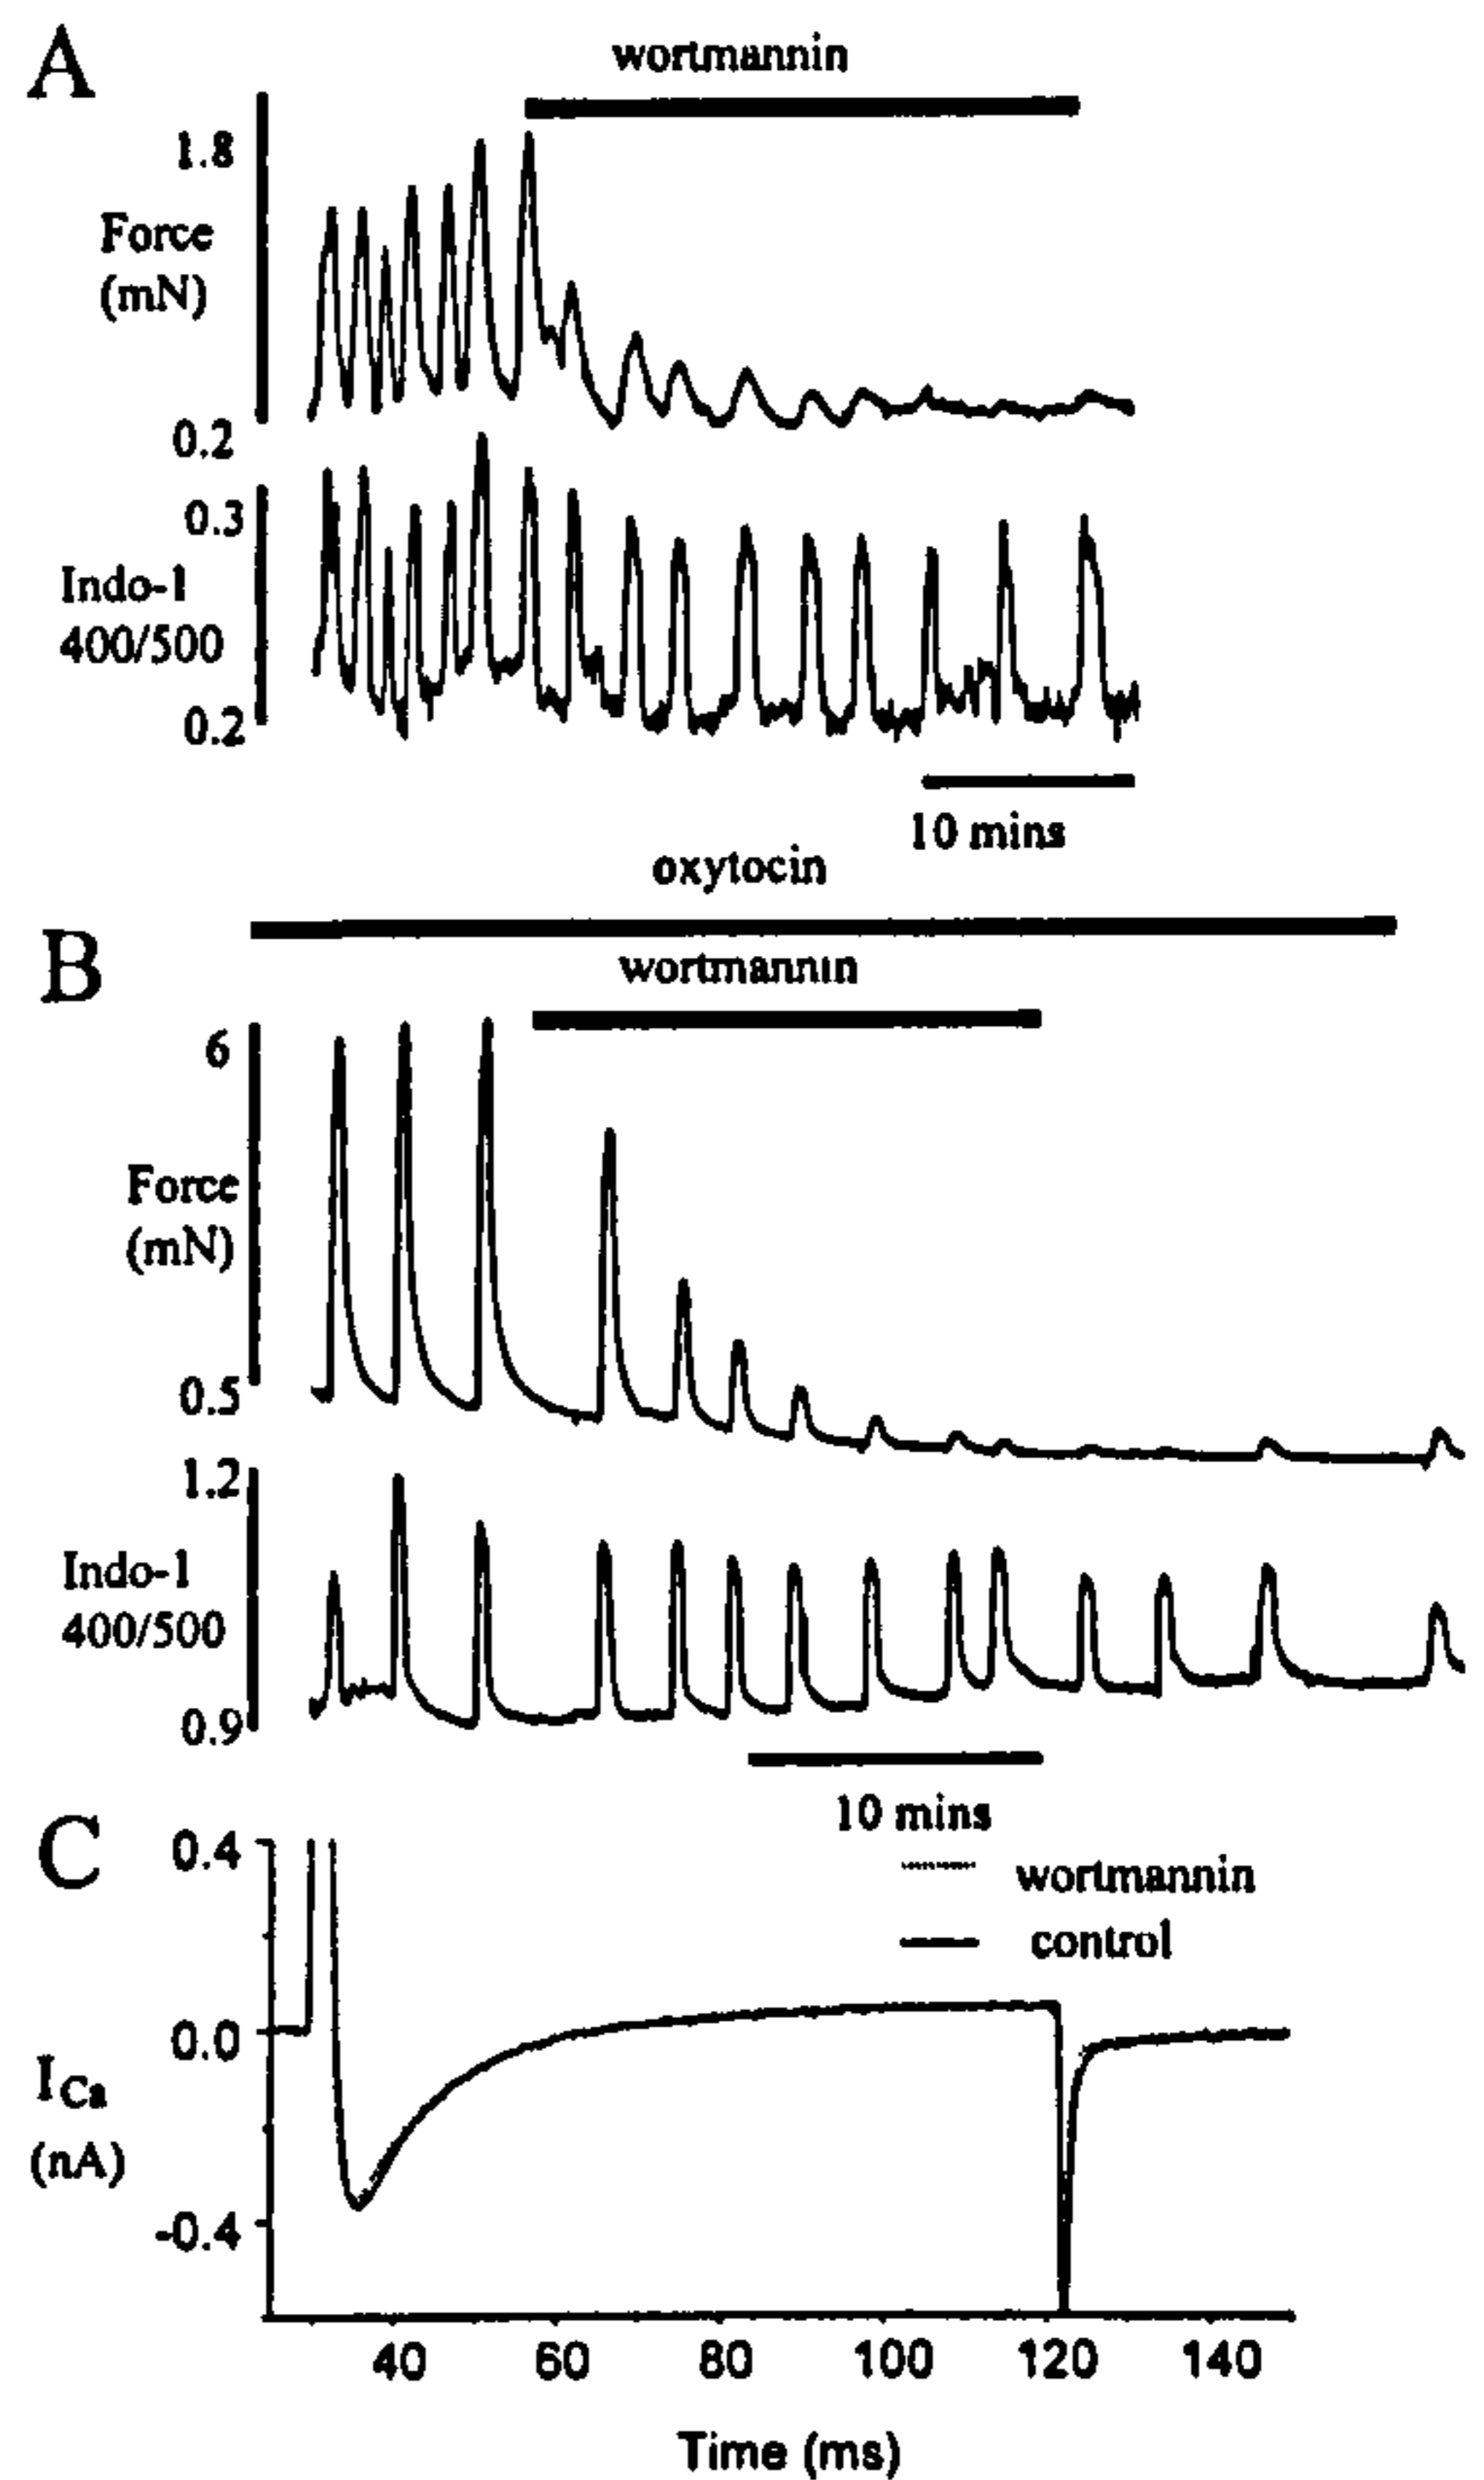 A
wortmannin
1.8
Force
(mN)
0.2
0.3
Indo-1
400/500
0.2
10 mins
oxytocin
B
wortmannin
6
Force
(mN)
0.5
1.2
Indo-1
400/500
0.9
10 mins
C
0.4
wortmannin
control
0.0
ICa
(nA)
-0.4
40 60 80 100 120 140
Time (ms)